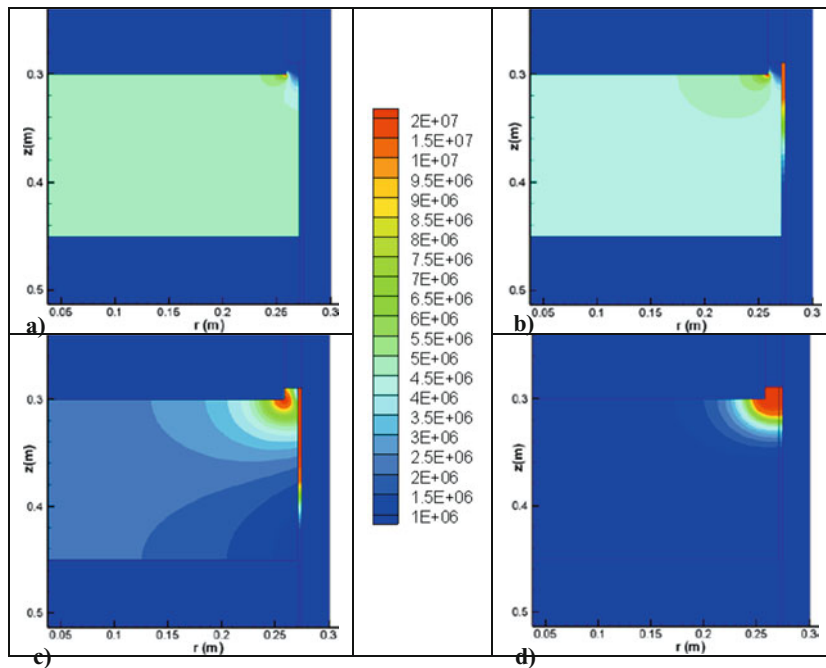 0.3
z(m)
0.4
0.5
0.05 0.1 0.15 0.2 0.25 0.3
r (m)
a)
2E+07
1.5E+07
1E+07
9.5E+06
9E+06
8.5E+06
8E+06
7.5E+06
7E+06
6.5E+06
6E+06
5.5E+06
5E+06
4.5E+06
4E+06
3.5E+06
3E+06
2.5E+06
2E+06
1.5E+06
1E+06
0.3
z(m)
0.4
0.5
0.05 0.1 0.15 0.2 0.25 0.3
r (m)
b)
0.3
z(m)
0.4
0.5
0.05 0.1 0.15 0.2 0.25 0.3
r (m)
c)
0.3
z(m)
0.4
0.5
0.05 0.1 0.15 0.2 0.25 0.3
r (m)
d)